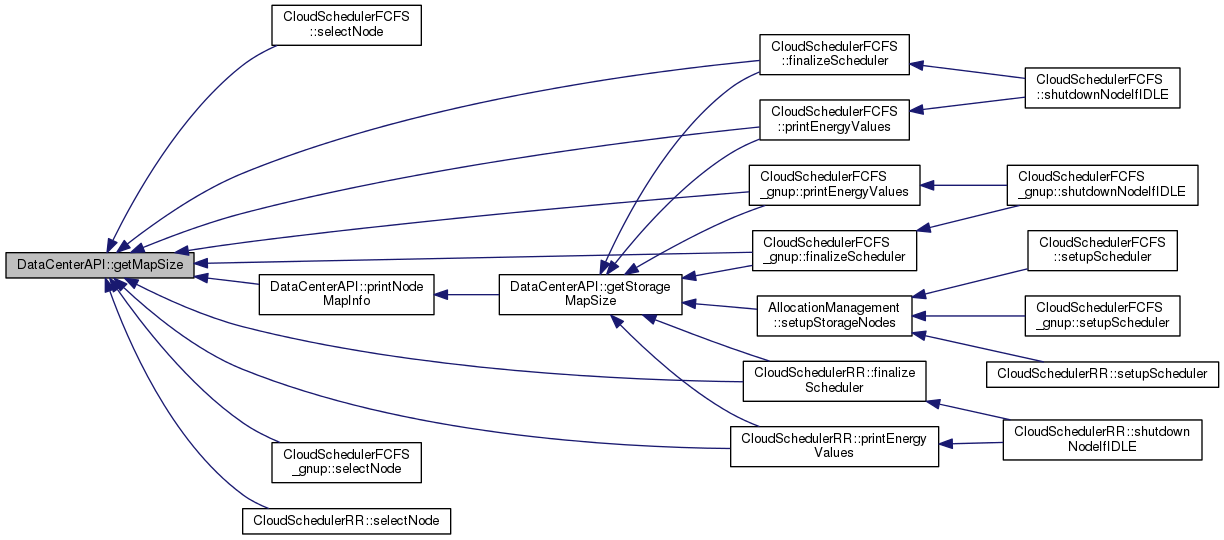 CloudSchedulerFCFS
::selectNode
CloudSchedulerFCFS
::finalizeScheduler
CloudSchedulerFCFS
::shutdownNodeIfIDLE
CloudSchedulerFCFS
::printEnergyValues
CloudSchedulerFCFS
_gnup::printEnergyValues
CloudSchedulerFCFS
_gnup::shutdownNodeIfIDLE
DataCenterAPI::getMapSize
CloudSchedulerFCFS
_gnup::finalizeScheduler
CloudSchedulerFCFS
::setupScheduler
DataCenterAPI::printNode
MapInfo
DataCenterAPI::getStorage
MapSize
AllocationManagement
::setupStorageNodes
CloudSchedulerFCFS
_gnup::setupScheduler
CloudSchedulerRR::finalize
Scheduler
CloudSchedulerRR::setupScheduler
CloudSchedulerRR::printEnergy
Values
CloudSchedulerRR::shutdown
NodeIfIDLE
CloudSchedulerFCFS
_gnup::selectNode
CloudSchedulerRR::selectNode